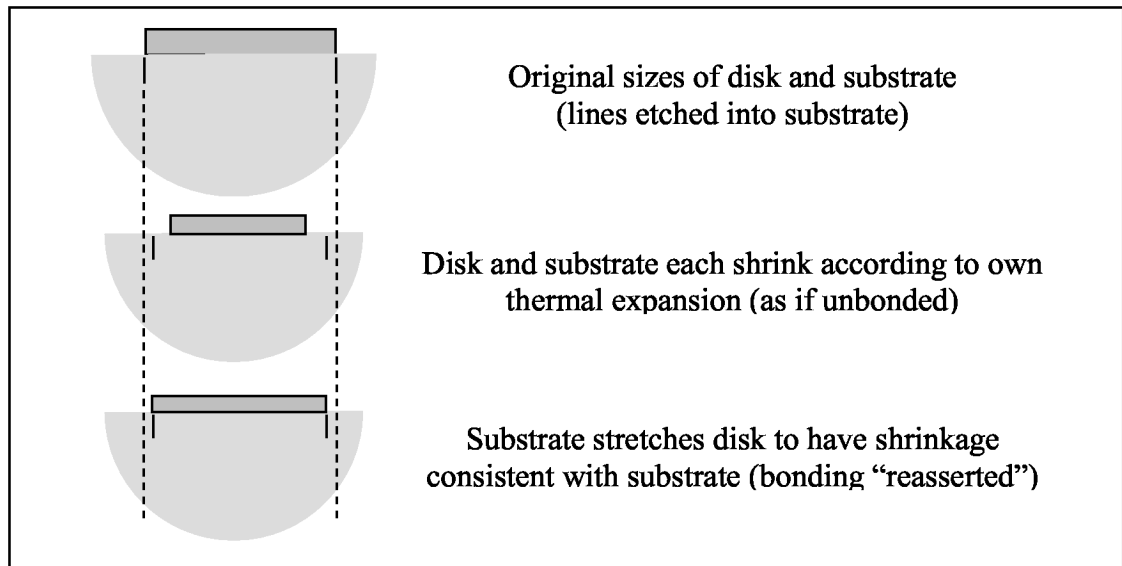 Original sizes of disk and substrate
(lines etched into substrate)
Disk and substrate each shrink according to own
thermal expansion (as if unbonded)
Substrate stretches disk to have shrinkage
consistent with substrate (bonding “reasserted”)